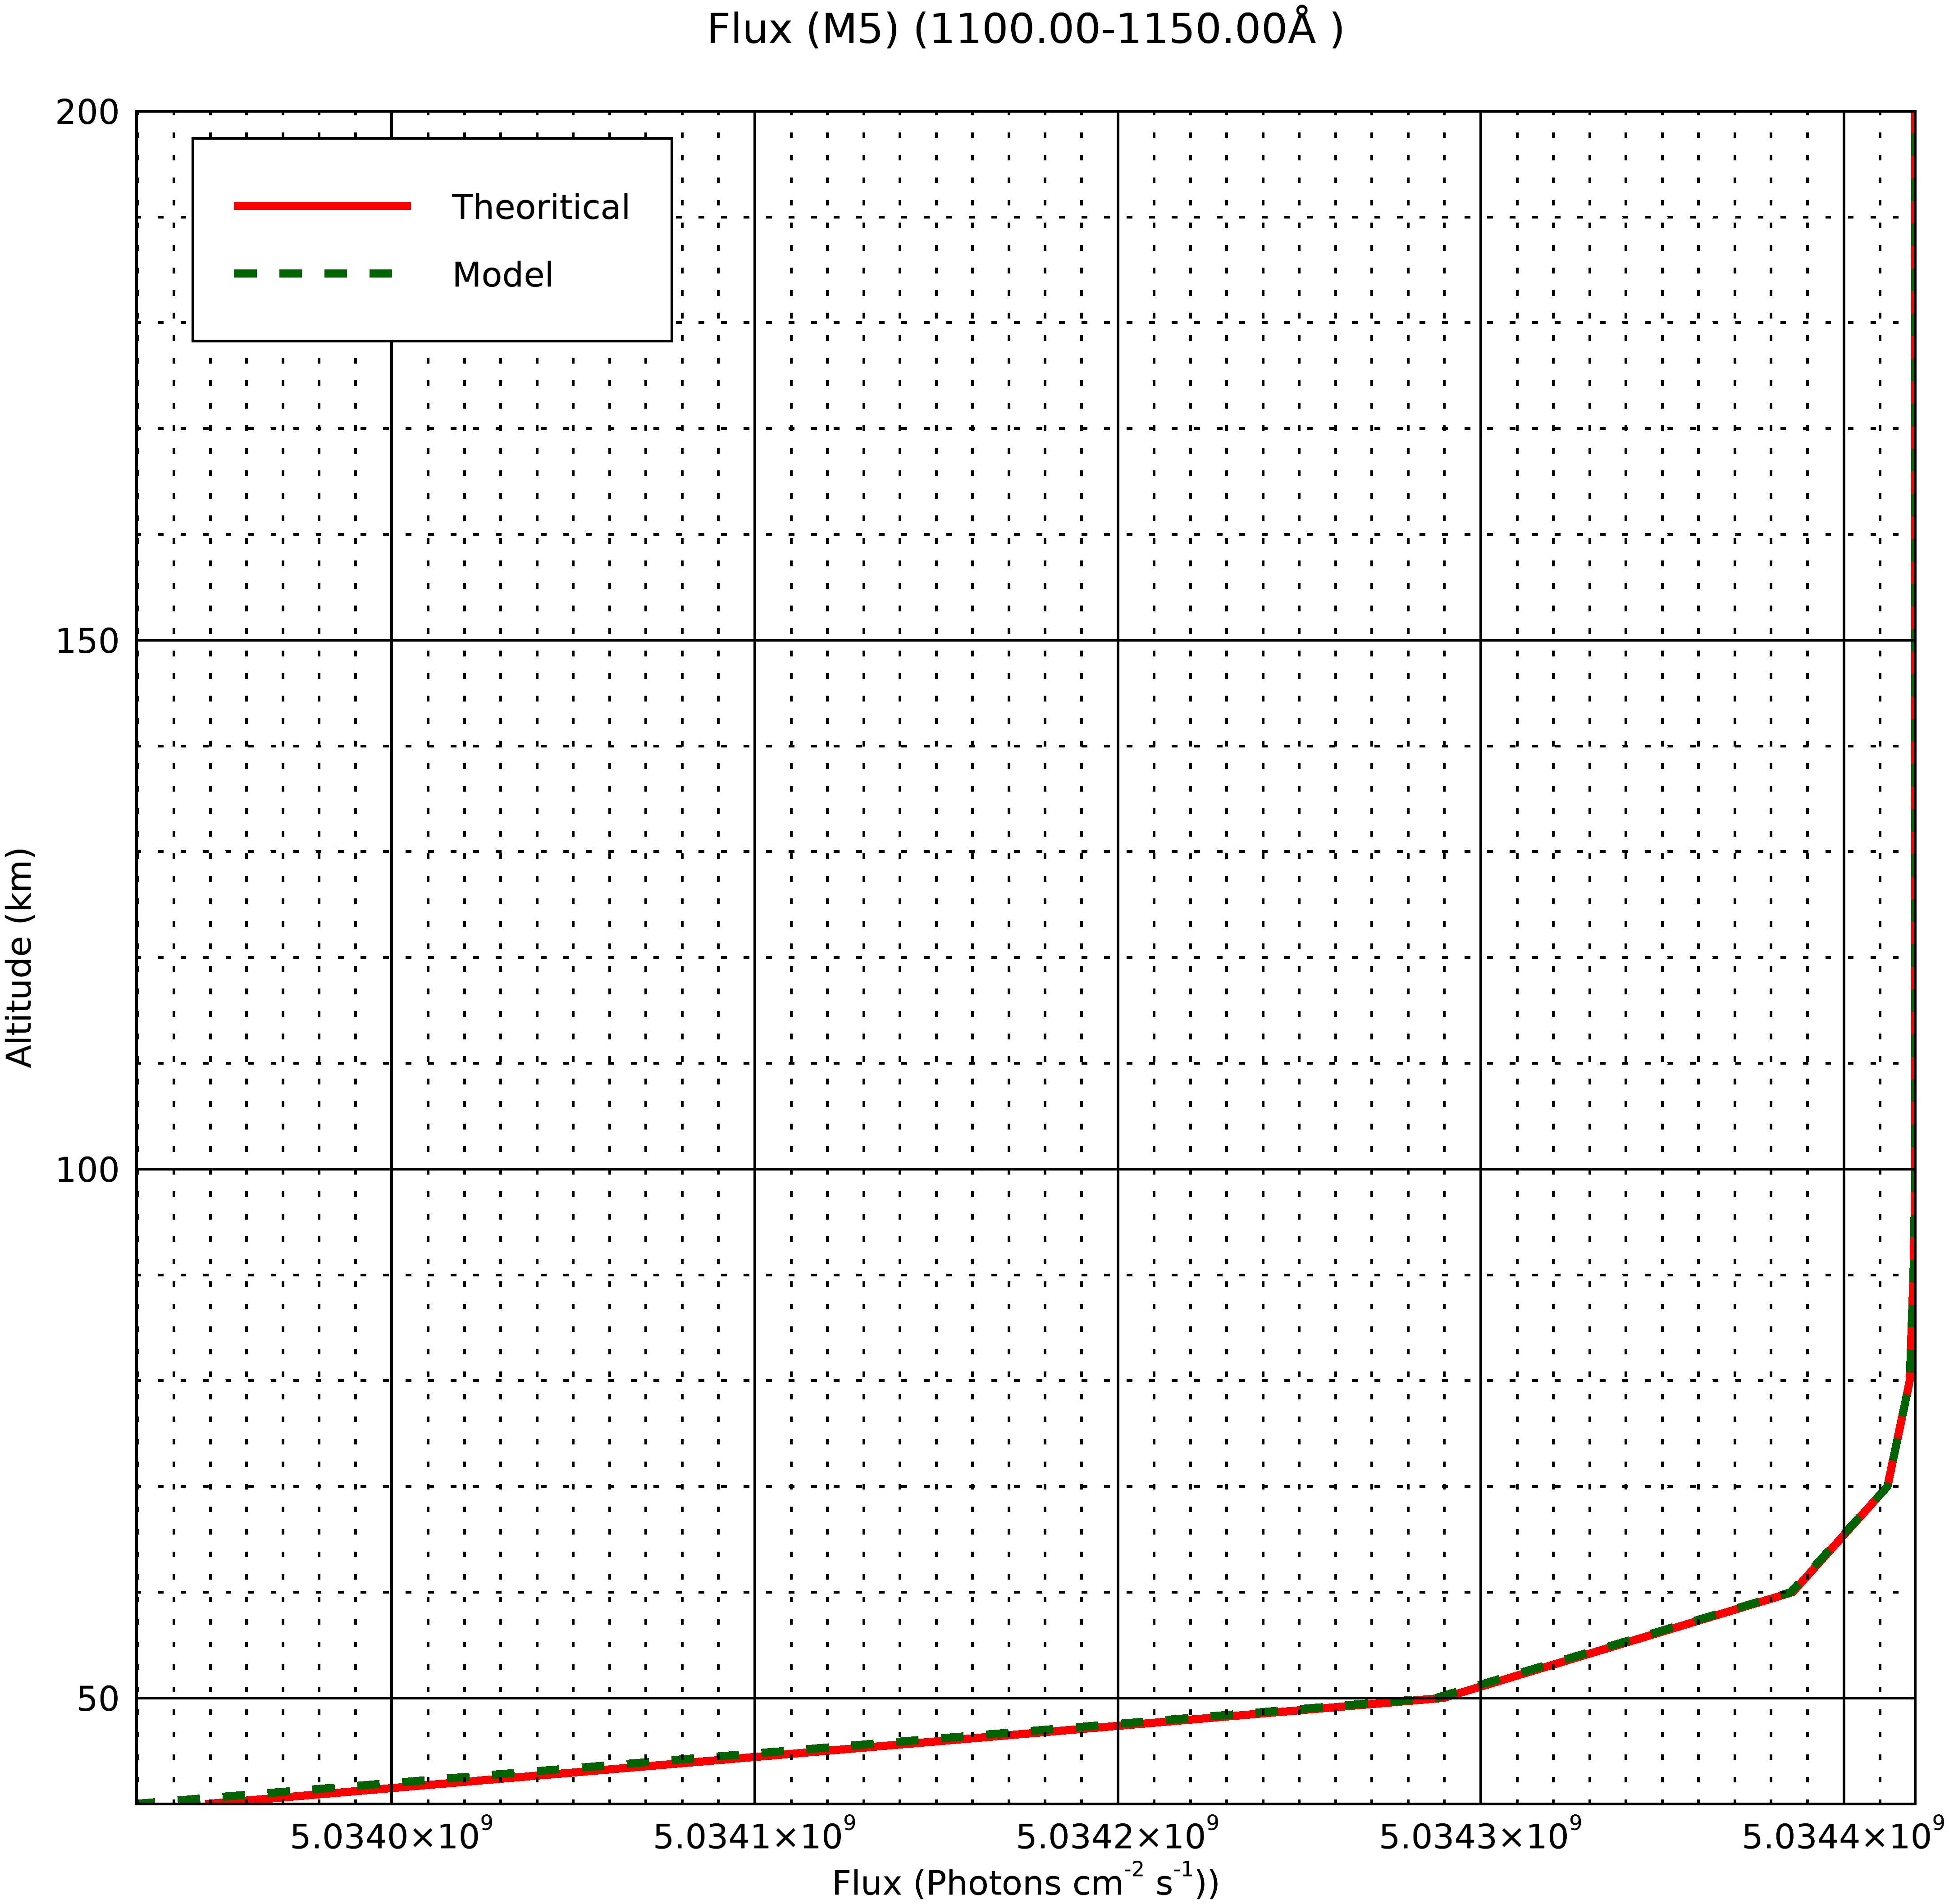 Flux (M5) (1100.00-1150.00Å )
200
Theoritical
Model
150
Altitude (km)
100
50
5.0340×10⁹ 5.0341×10⁹ 5.0342×10⁹ 5.0343×10⁹ 5.0344×10⁹
Flux (Photons cm⁻² s⁻¹))